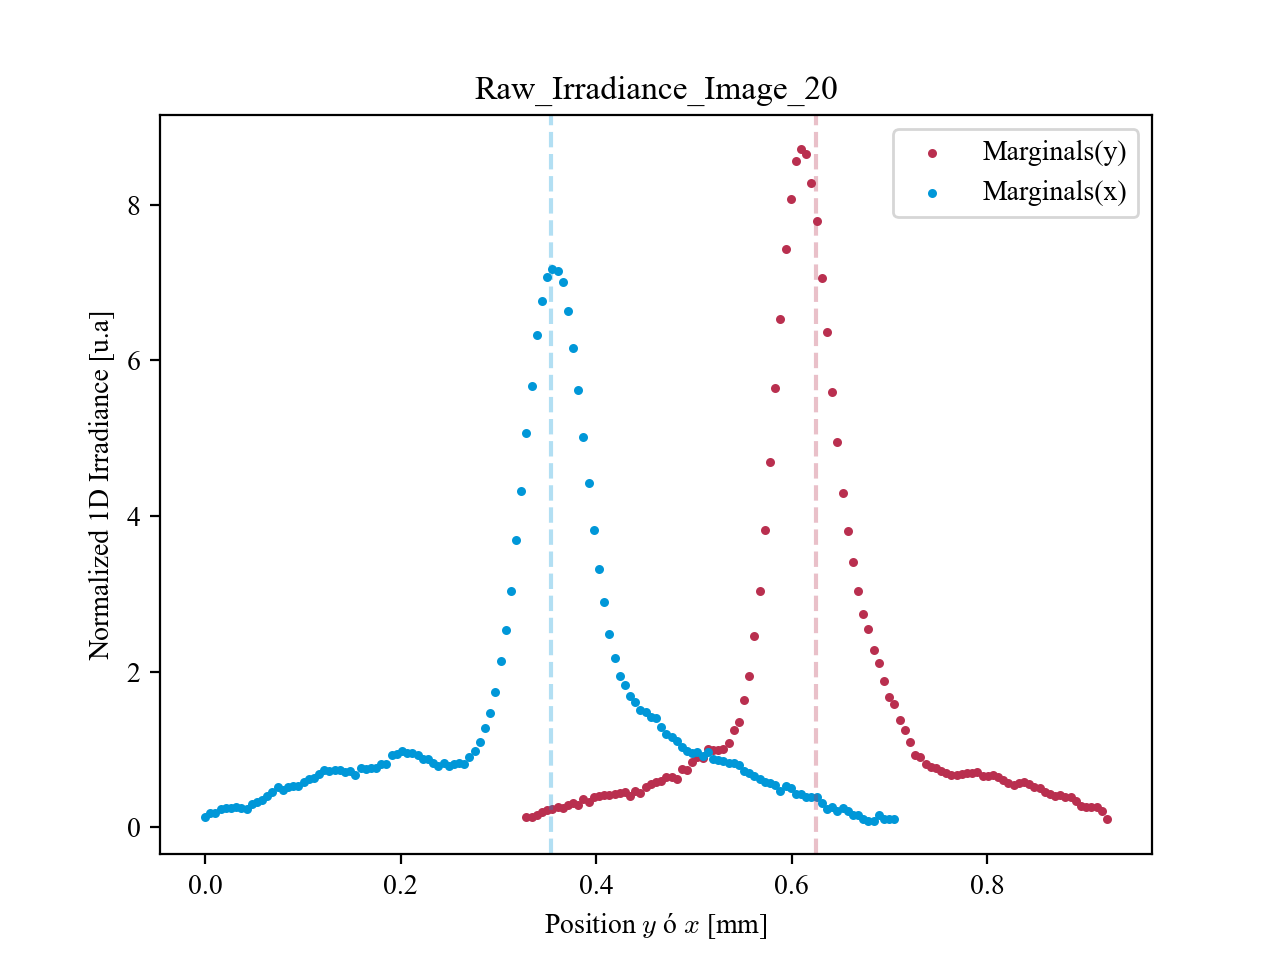 Raw_Irradiance_Image_20
Marginals(y)
Marginals(x)
Normalized 1D Irradiance [u.a]
8
6
4
2
0
0.0 0.2 0.4 0.6 0.8
Position y ó x [mm]